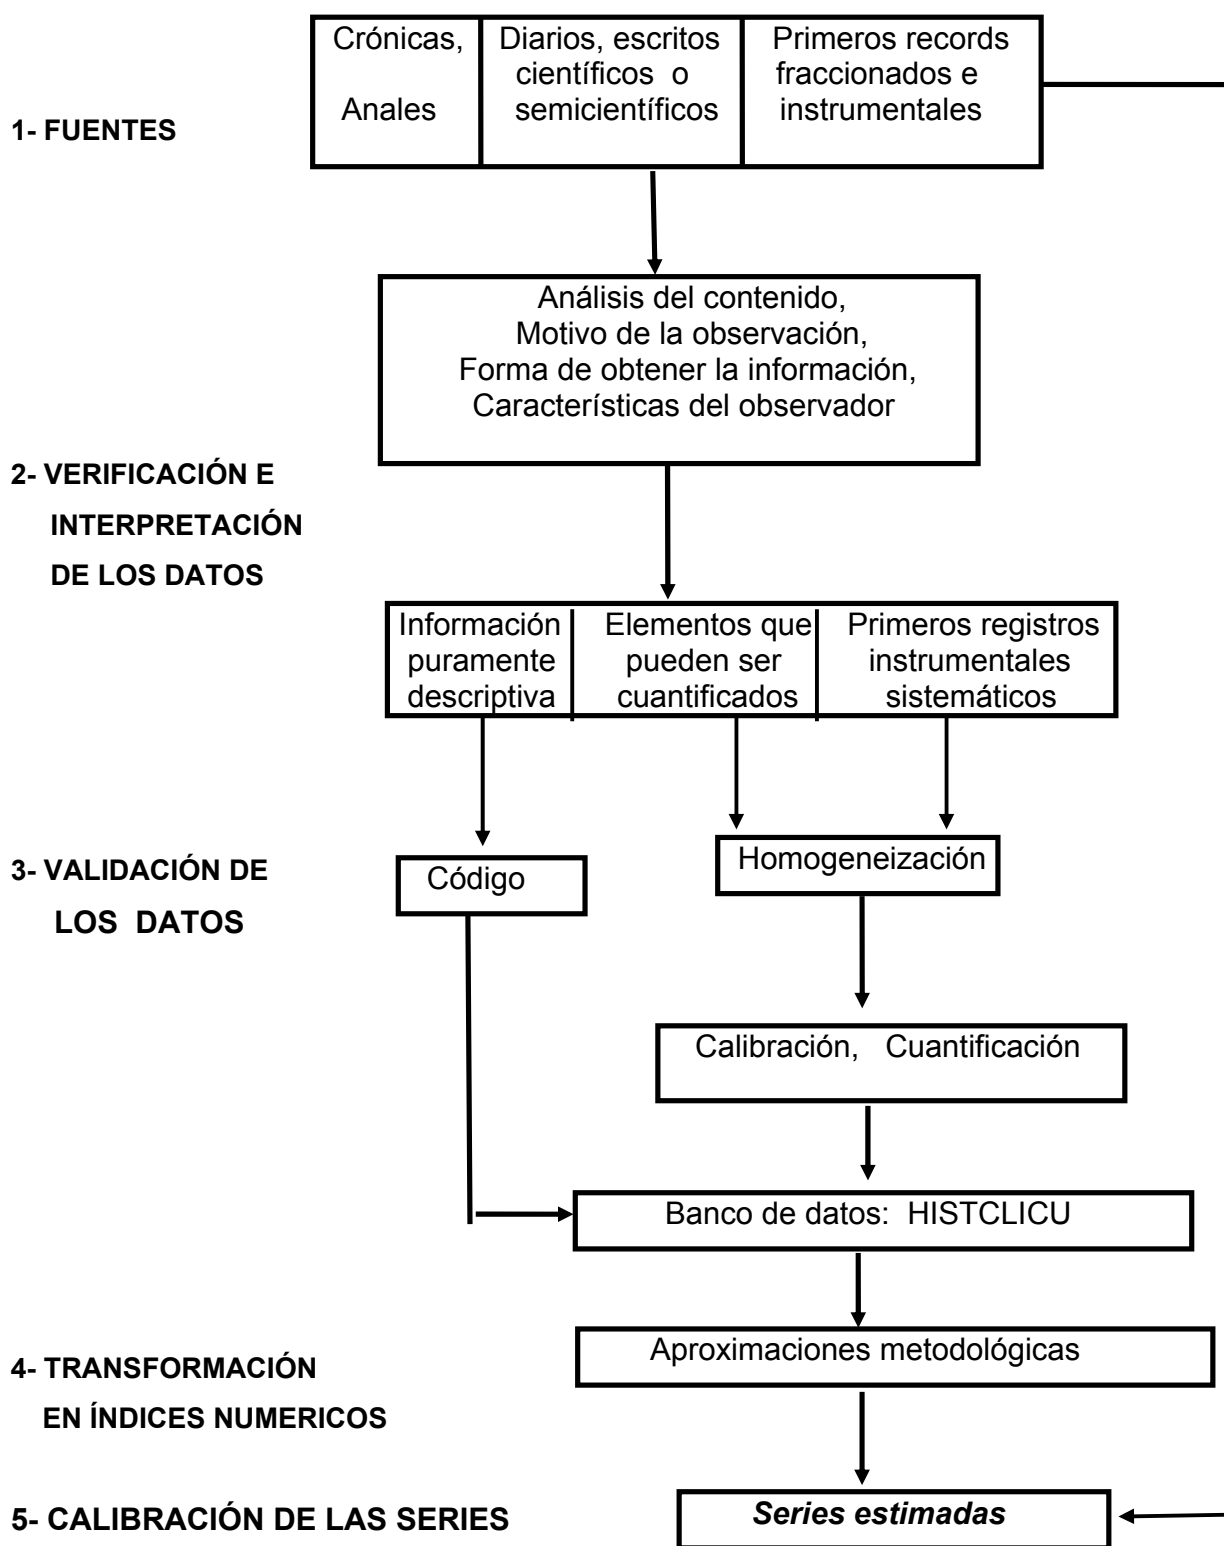 Crónicas,
Anales
Diarios, escritos
científicos o
semicientíficos
Primeros records
fraccionados e
instrumentales
1- FUENTES
Análisis del contenido,
Motivo de la observación,
Forma de obtener la información,
Características del observador
2- VERIFICACIÓN E
INTERPRETACIÓN
DE LOS DATOS
Información
puramente
descriptiva
Elementos que
pueden ser
cuantificados
Primeros registros
instrumentales
sistemáticos
3- VALIDACIÓN DE
LOS DATOS
Código
Homogeneización
Calibración, Cuantificación
Banco de datos: HISTCLICU
4- TRANSFORMACIÓN
EN ÍNDICES NUMERICOS
Aproximaciones metodológicas
5- CALIBRACIÓN DE LAS SERIES
Series estimadas